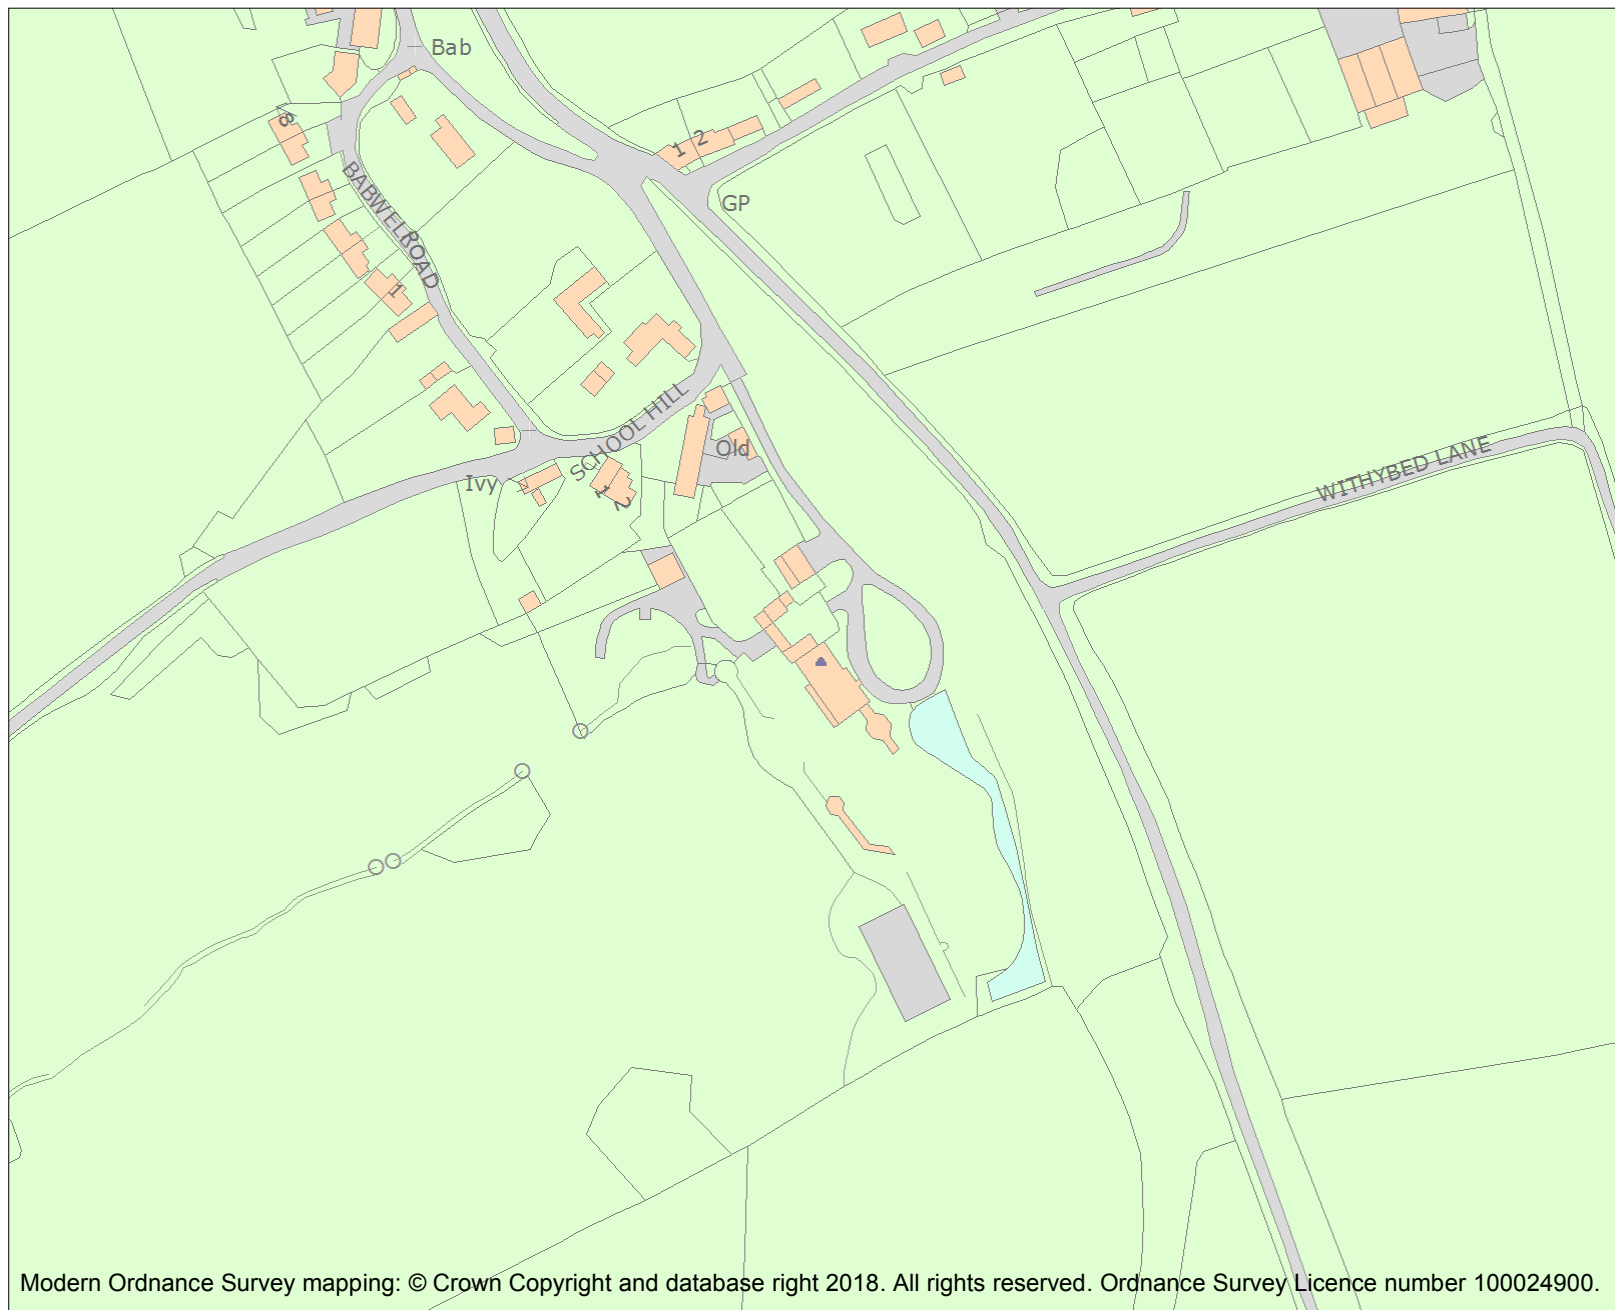 Bab
8
1 2
BABWELROAD
GP
1
SCHOOL HILL
Old
WITHYBED LANE
Ivy
1
2
Modern Ordnance Survey mapping: © Crown Copyright and database right 2018. All rights reserved. Ordnance Survey Licence number 100024900.